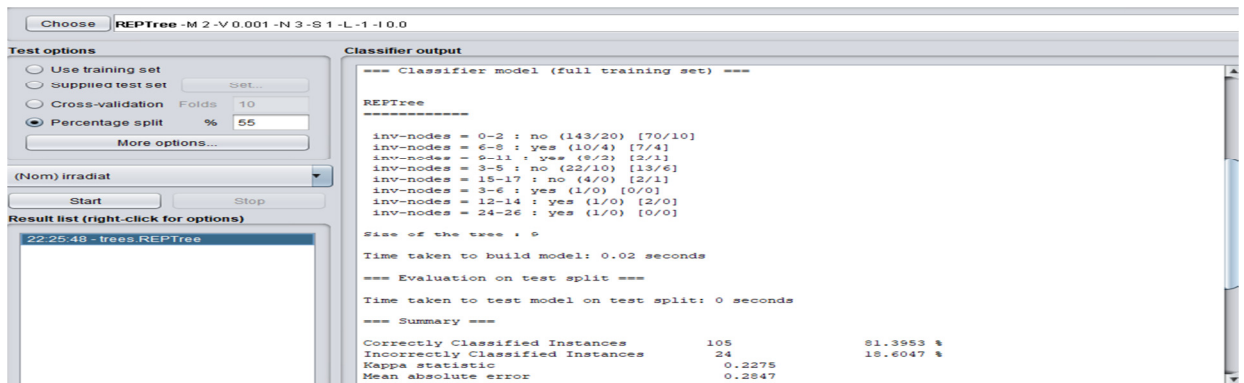 Choose REPTree -M 2 -V 0.001 -N 3 -S 1 -L -1 -I 0.0
Test options
Use training set
Supplied test set Set...
Cross-validation Folds 10
Percentage split % 55
More options...
(Nom) irradiat
Start Stop
Result list (right-click for options)
22:25:48 - trees.REPTree
Classifier output
=== Classifier model (full training set) ===
REPTree
============
inv-nodes = 0-2 : no (143/20) [70/10]
inv-nodes = 6-8 : yes (10/4) [7/4]
inv-nodes = 9-11 : yes (8/2) [2/1]
inv-nodes = 3-5 : no (22/10) [13/6]
inv-nodes = 15-17 : no (4/0) [2/1]
inv-nodes = 3-6 : yes (1/0) [0/0]
inv-nodes = 12-14 : yes (1/0) [2/0]
inv-nodes = 24-26 : yes (1/0) [0/0]
Size of the tree : 9
Time taken to build model: 0.02 seconds
=== Evaluation on test split ===
Time taken to test model on test split: 0 seconds
=== Summary ===
Correctly Classified Instances 105 81.3953 %
Incorrectly Classified Instances 24 18.6047 %
Kappa statistic 0.2275
Mean absolute error 0.2847